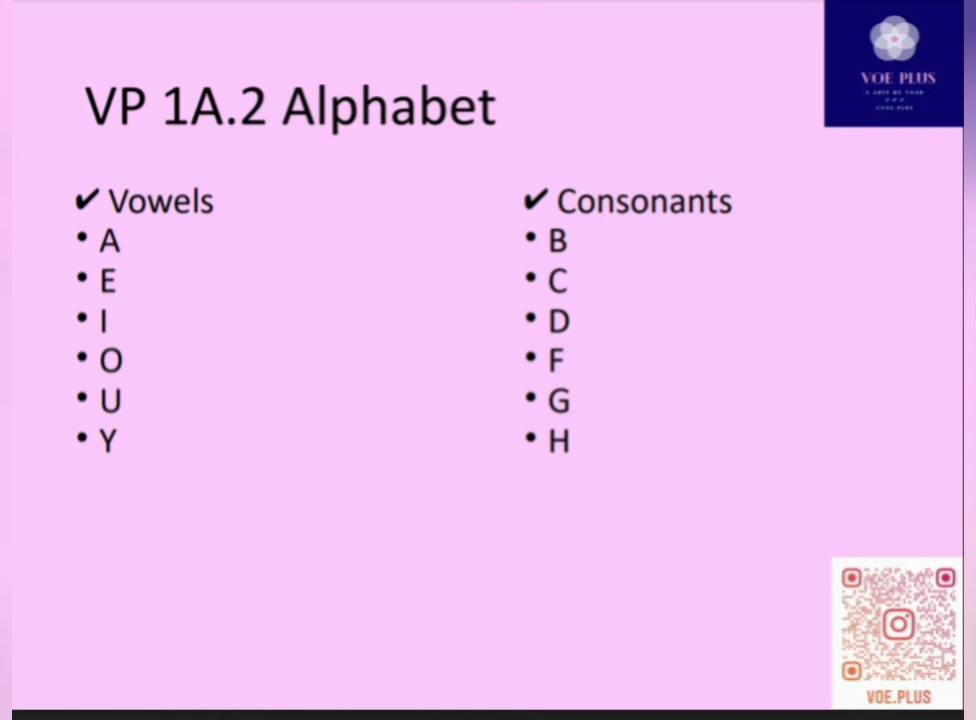 VP 1A.2 Alphabet
VOE PLUS
✔ Vowels
• A
• E
• I
• O
• U
• Y
✔ Consonants
• B
• C
• D
• F
• G
• H
VOE.PLUS